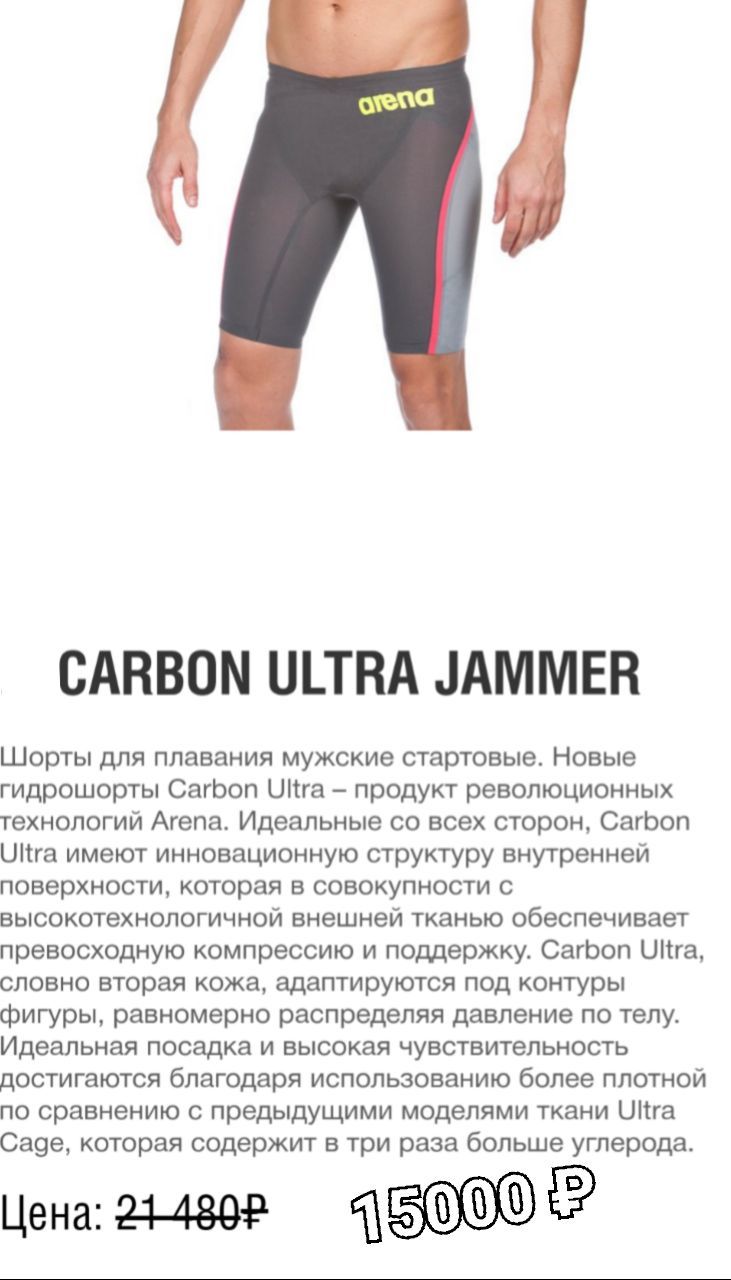 arena
CARBON ULTRA JAMMER
Шорты для плавания мужские стартовые. Новые
гидрошорты Carbon Ultra – продукт революционных
технологий Arena. Идеальные со всех сторон, Carbon
Ultra имеют инновационную структуру внутренней
поверхности, которая в совокупности с
высокотехнологичной внешней тканью обеспечивает
превосходную компрессию и поддержку. Carbon Ultra,
словно вторая кожа, адаптируются под контуры
фигуры, равномерно распределяя давление по телу.
Идеальная посадка и высокая чувствительность
достигаются благодаря использованию более плотной
по сравнению с предыдущими моделями ткани Ultra
Cage, которая содержит в три раза больше углерода.
Цена: 21 480₽ 15000 ₽